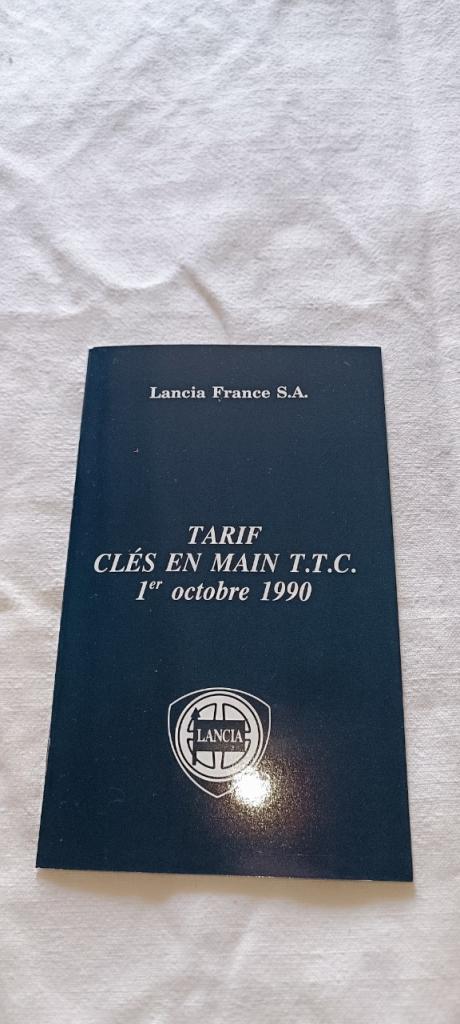 Lancia France S.A.
TARIF
CLÉS EN MAIN T.T.C.
1er octobre 1990
LANCIA